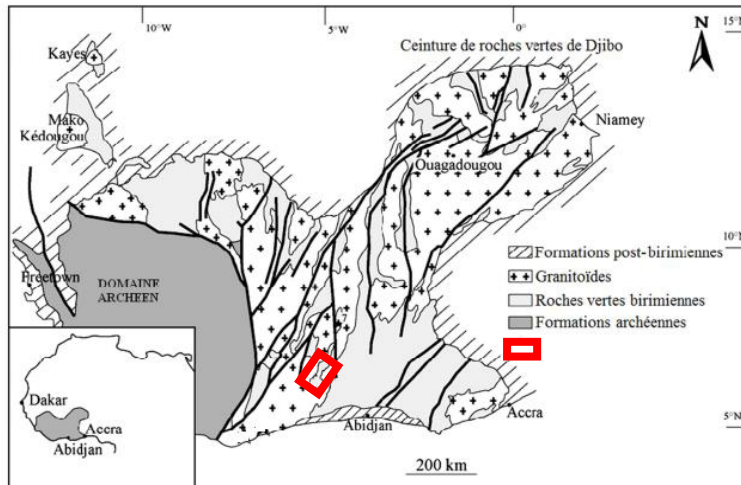 10°W
5°W
0°
15°N
Ceinture de roches vertes de Djibo
N
Kayes
Mako
Kédougou
Niamey
Ouagadougou
10°N
Formations post-birimiennes
Granitoïdes
Roches vertes birimiennes
Formations archéennes
Freetown
DOMAINE
ARCHEEN
Dakar
Accra
Abidjan
Abidjan
Accra
5°N
200 km